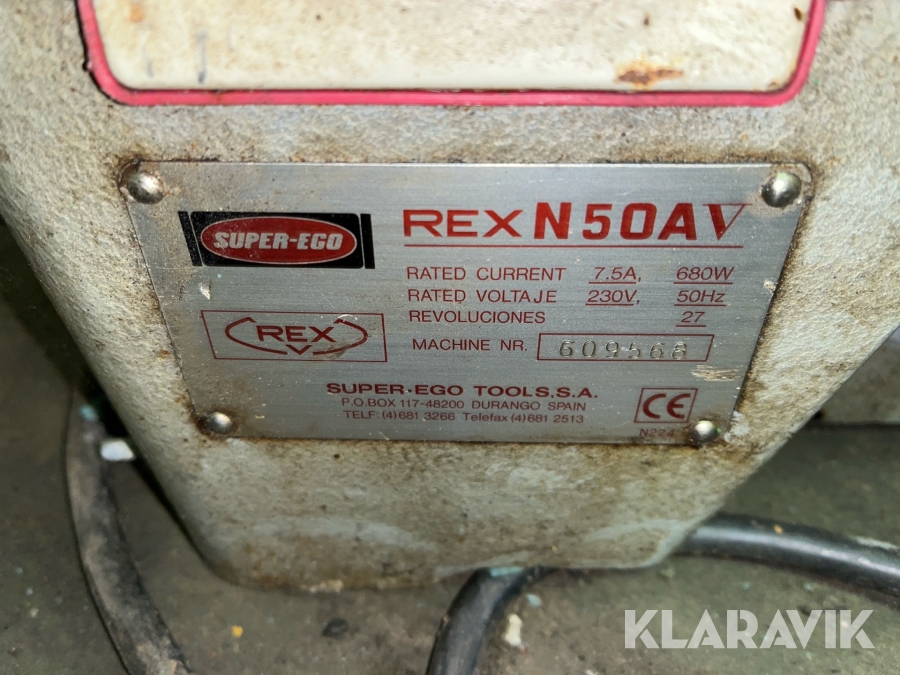 SUPER-EGO
REX N50AV
RATED CURRENT 7.5A, 680W
RATED VOLTAJE 230V, 50Hz
REVOLUCIONES 27
REX
MACHINE NR. 609568
SUPER·EGO TOOLS,S.A.
P.O.BOX 117-48200 DURANGO SPAIN
TELF: (4) 681 3266 Telefax (4) 681 2513
CE
KLARAVIK